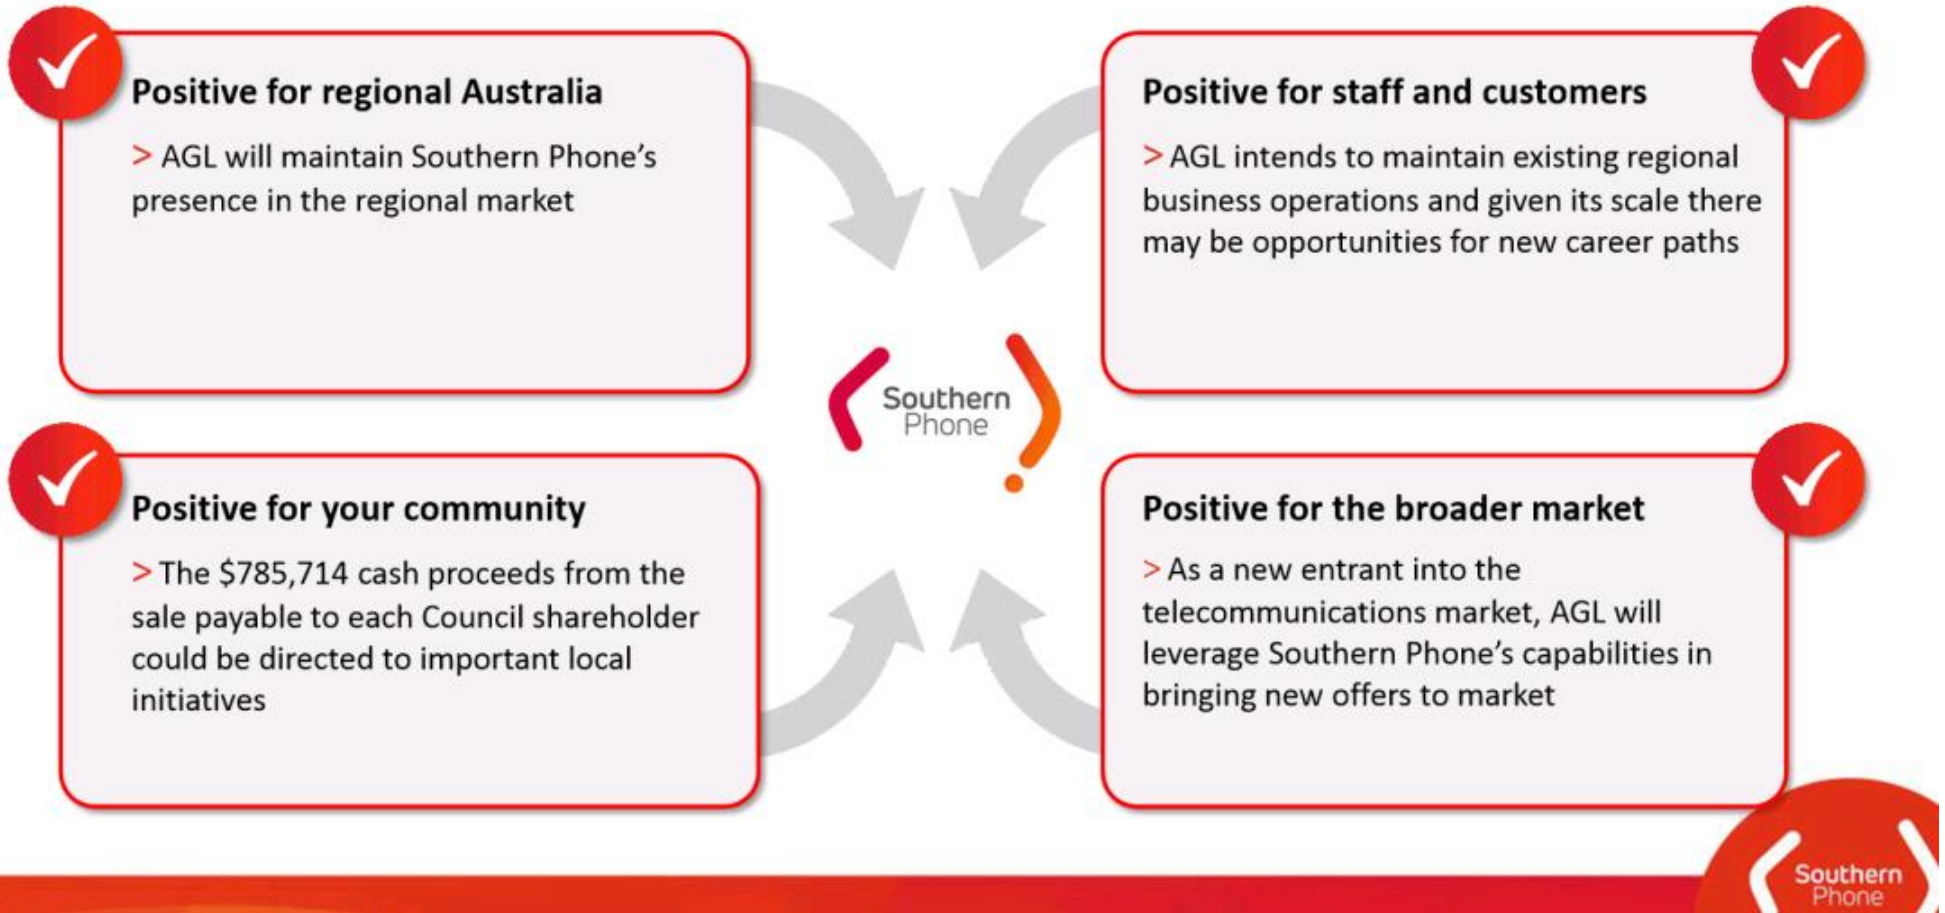 Positive for regional Australia
> AGL will maintain Southern Phone’s
presence in the regional market
Positive for staff and customers
> AGL intends to maintain existing regional
business operations and given its scale there
may be opportunities for new career paths
Southern
Phone
Positive for your community
> The $785,714 cash proceeds from the
sale payable to each Council shareholder
could be directed to important local
initiatives
Positive for the broader market
> As a new entrant into the
telecommunications market, AGL will
leverage Southern Phone’s capabilities in
bringing new offers to market
Southern
Phone